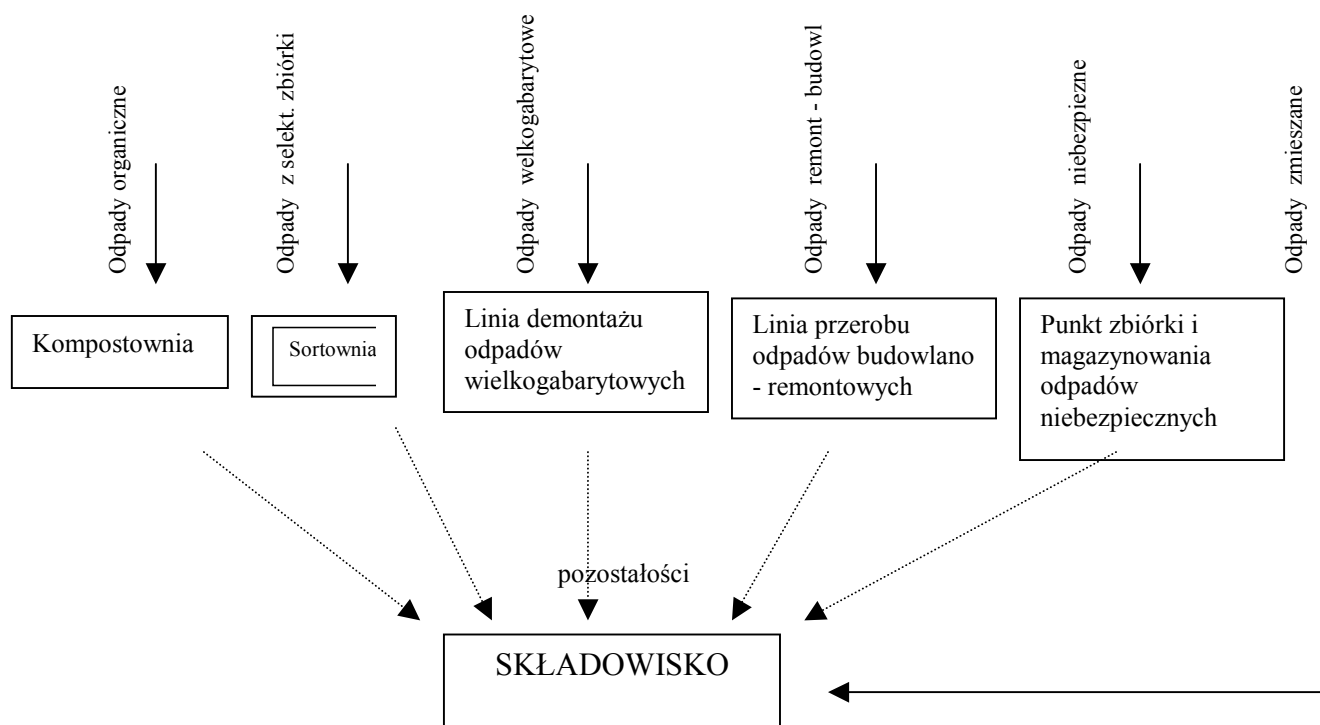 Odpady organiczne
Odpady z selekt. zbiórki
Odpady welkogabarytowe
Odpady remont - budowl
Odpady niebezpiezne
Odpady zmieszane
Kompostownia
Sortownia
Linia demontażu
odpadów
wielkogabarytowych
Linia przerobu
odpadów budowlano
- remontowych
Punkt zbiórki i
magazynowania
odpadów
niebezpiecznych
pozostałości
SKŁADOWISKO